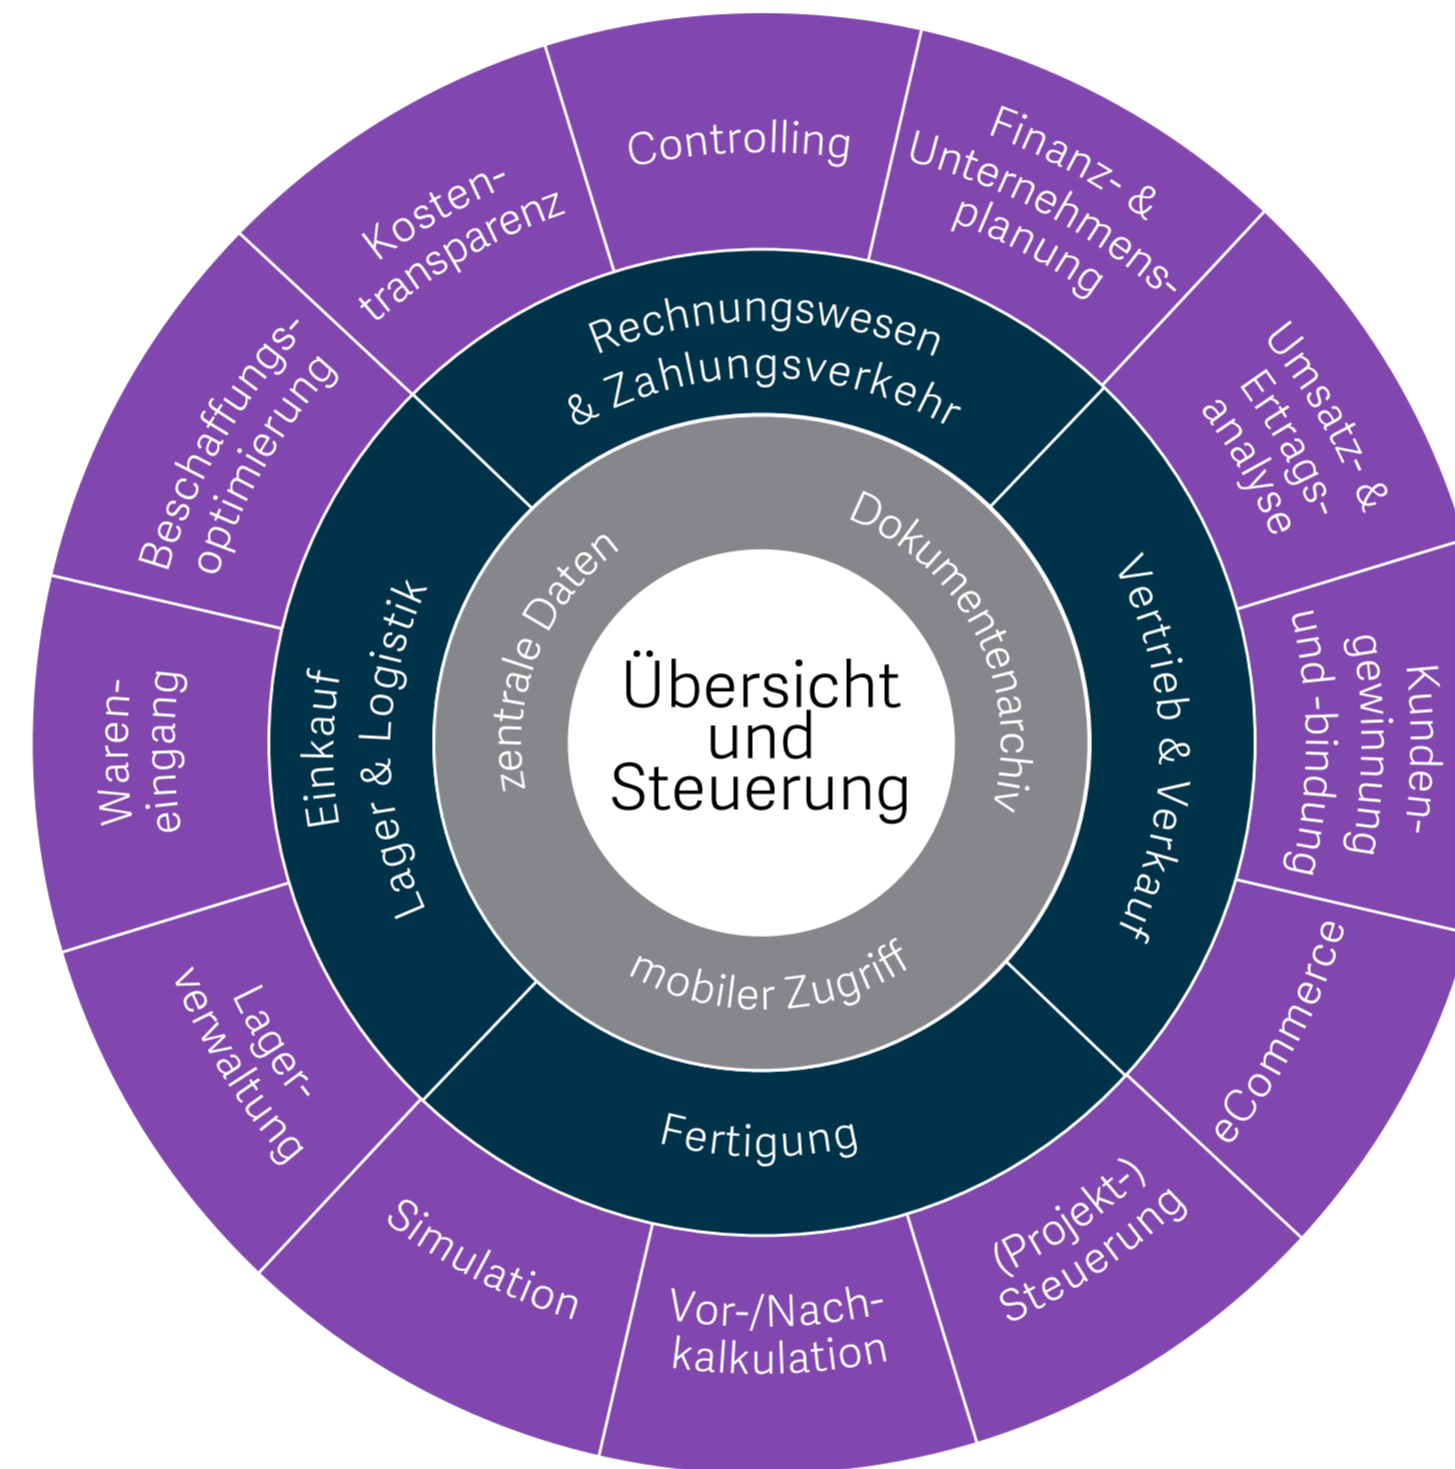 Controlling
Finanz- &
Unternehmens-
planung
Umsatz- &
Ertrags-
analyse
Kunden-
gewinnung
und -bindung
eCommerce
(Projekt-)
Steuerung
Vor-/Nach-
kalkulation
Simulation
Lager-
verwaltung
Waren-
eingang
Beschaffungs-
optimierung
Kosten-
transparenz
Rechnungswesen
& Zahlungsverkehr
Vertrieb & Verkauf
Fertigung
Einkauf
Lager & Logistik
zentrale Daten
Dokumentenarchiv
mobiler Zugriff
Übersicht
und
Steuerung